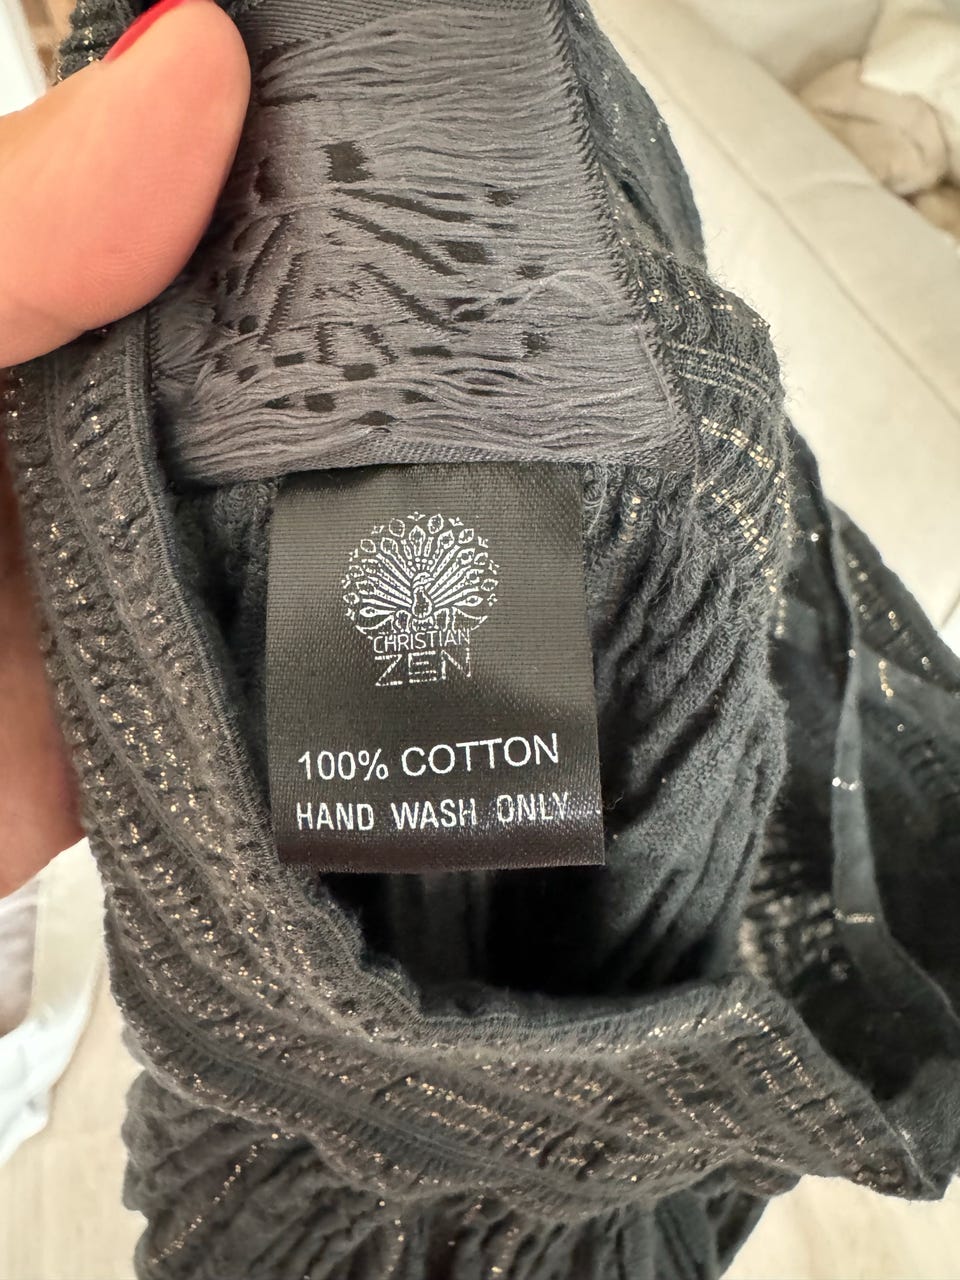 CHRISTIAN
ZEN
100% COTTON
HAND WASH ONLY